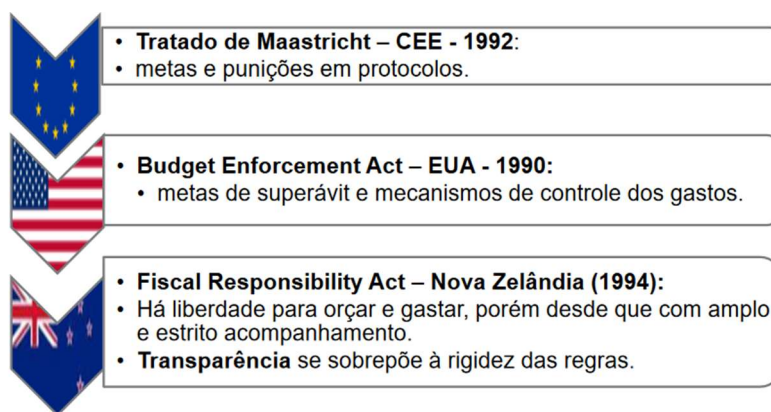 • Tratado de Maastricht – CEE - 1992:
• metas e punições em protocolos.
• Budget Enforcement Act – EUA - 1990:
• metas de superávit e mecanismos de controle dos gastos.
• Fiscal Responsibility Act – Nova Zelândia (1994):
• Há liberdade para orçar e gastar, porém desde que com amplo
e estrito acompanhamento.
• Transparência se sobrepõe à rigidez das regras.